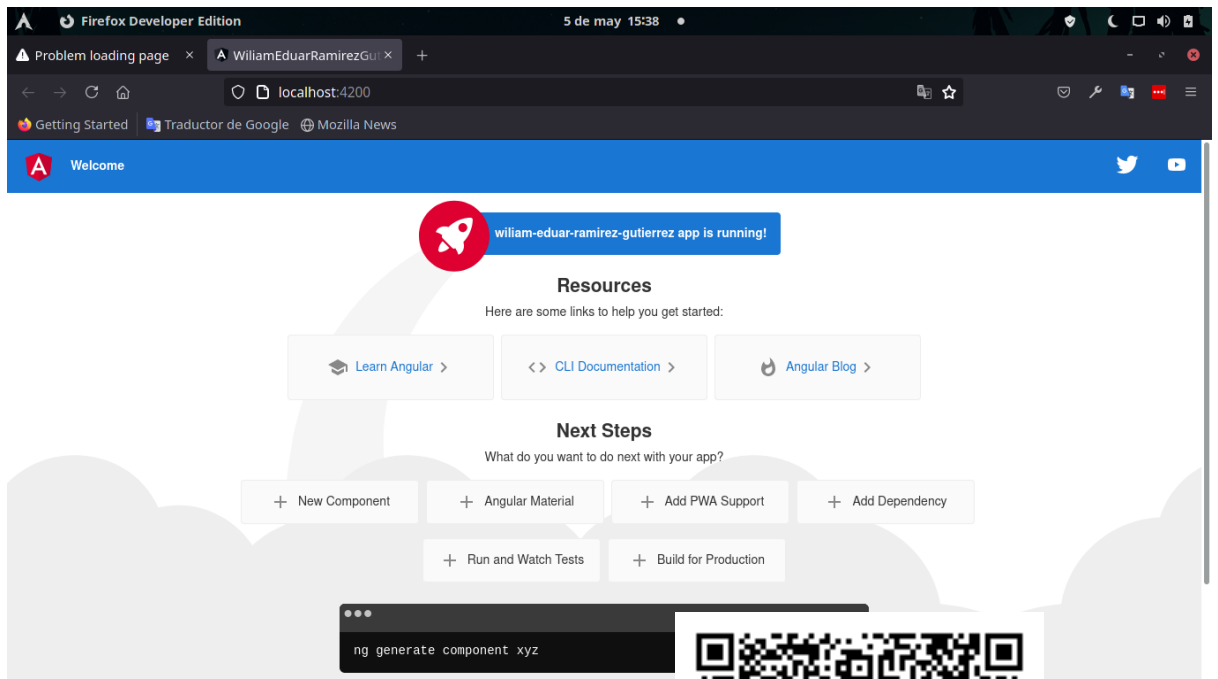 Firefox Developer Edition
5 de may 15:38
Problem loading page
WiliamEduarRamirezGut
localhost:4200
Getting Started
Traductor de Google
Mozilla News
Welcome
wiliam-eduar-ramirez-gutierrez app is running!
Resources
Here are some links to help you get started:
Learn Angular
CLI Documentation
Angular Blog
Next Steps
What do you want to do next with your app?
New Component
Angular Material
Add PWA Support
Add Dependency
Run and Watch Tests
Build for Production
ng generate component xyz